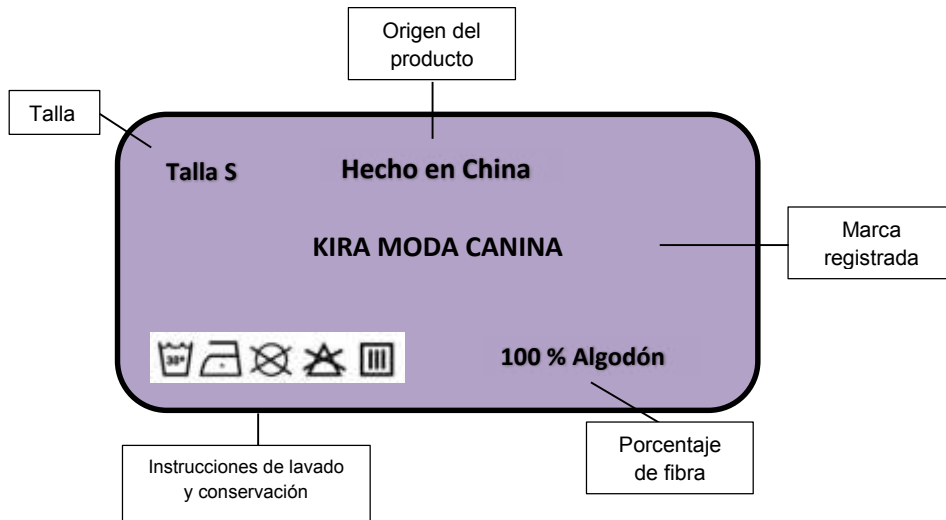 Origen del
producto
Talla
Talla S
Hecho en China
KIRA MODA CANINA
Marca
registrada
30°
100 % Algodón
Instrucciones de lavado
y conservación
Porcentaje
de fibra